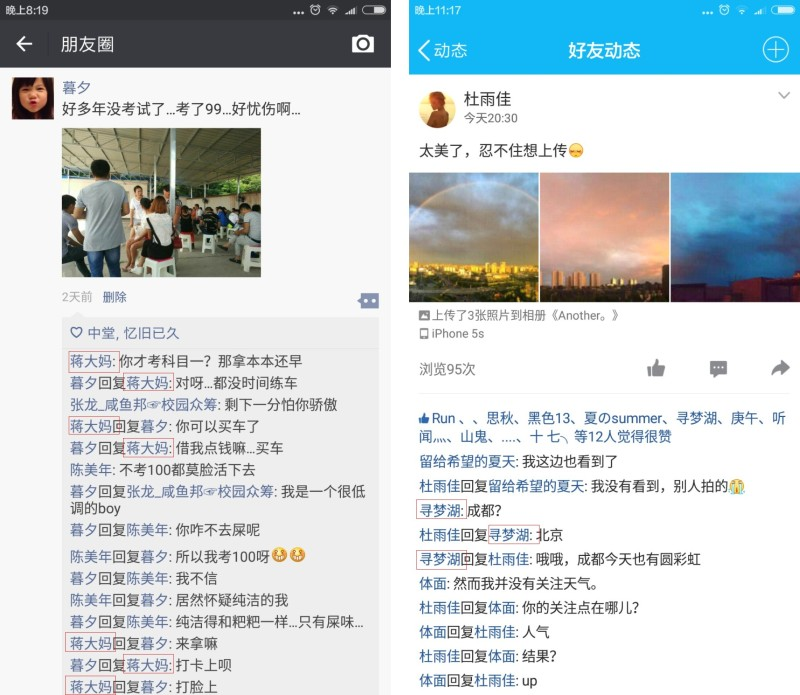 晚上8:19
朋友圈
暮夕
好多年没考试了…考了99…好忧伤啊…
2天前 删除
中堂, 忆旧已久
蒋大妈: 你才考科目一？那拿本本还早
暮夕回复蒋大妈: 对呀…都没时间练车
张龙_咸鱼邦☞校园众筹: 剩下一分怕你骄傲
蒋大妈回复暮夕: 你可以买车了
暮夕回复蒋大妈: 借我点钱嘛…买车
陈美年: 不考100都莫脸活下去
暮夕回复张龙_咸鱼邦☞校园众筹: 我是一个很低
调的boy
暮夕回复陈美年: 你咋不去屎呢
陈美年回复暮夕: 所以我考100呀
暮夕回复陈美年: 我不信
陈美年回复暮夕: 居然怀疑纯洁的我
暮夕回复陈美年: 纯洁得和粑粑一样…只有屎味…
蒋大妈回复暮夕: 来拿嘛
暮夕回复蒋大妈: 打卡上呗
蒋大妈回复暮夕: 打脸上
晚上11:17
动态
好友动态
杜雨佳
今天20:30
太美了，忍不住想上传
上传了3张照片到相册《Another。》
iPhone 5s
浏览95次
Run 、、思秋、黑色13、夏の summer、寻梦湖、庚午、听
闻灬、山鬼、....、十 七╮等12人觉得很赞
留给希望的夏天: 我这边也看到了
杜雨佳回复留给希望的夏天: 我没有看到，别人拍的
寻梦湖: 成都？
杜雨佳回复寻梦湖: 北京
寻梦湖回复杜雨佳: 哦哦，成都今天也有圆彩虹
体面: 然而我并没有关注天气。
杜雨佳回复体面: 你的关注点在哪儿？
体面回复杜雨佳: 人气
杜雨佳回复体面: 结果？
体面回复杜雨佳: up